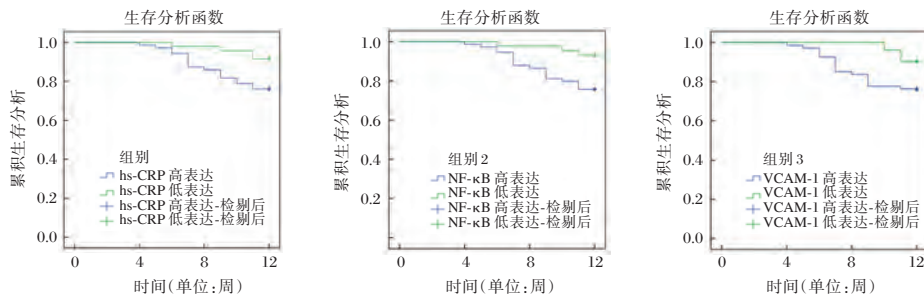 生存分析函数
1.0
0.8
0.6
0.4
0.2
0.0
累积生存分析
组别
hs-CRP 高表达
hs-CRP 低表达
hs-CRP 高表达-检剔后
hs-CRP 低表达-检剔后
0 4 8 12
时间(单位:周)
生存分析函数
1.0
0.8
0.6
0.4
0.2
累积生存分析
组别 2
NF-κB 高表达
NF-κB 低表达
NF-κB 高表达-检剔后
NF-κB 低表达-检剔后
0 4 8 12
时间(单位:周)
生存分析函数
1.0
0.8
0.6
0.4
0.2
0.0
累积生存分析
组别 3
VCAM-1 高表达
VCAM-1 低表达
VCAM-1 高表达-检剔后
VCAM-1 低表达-检剔后
0 4 8 12
时间(单位:周)